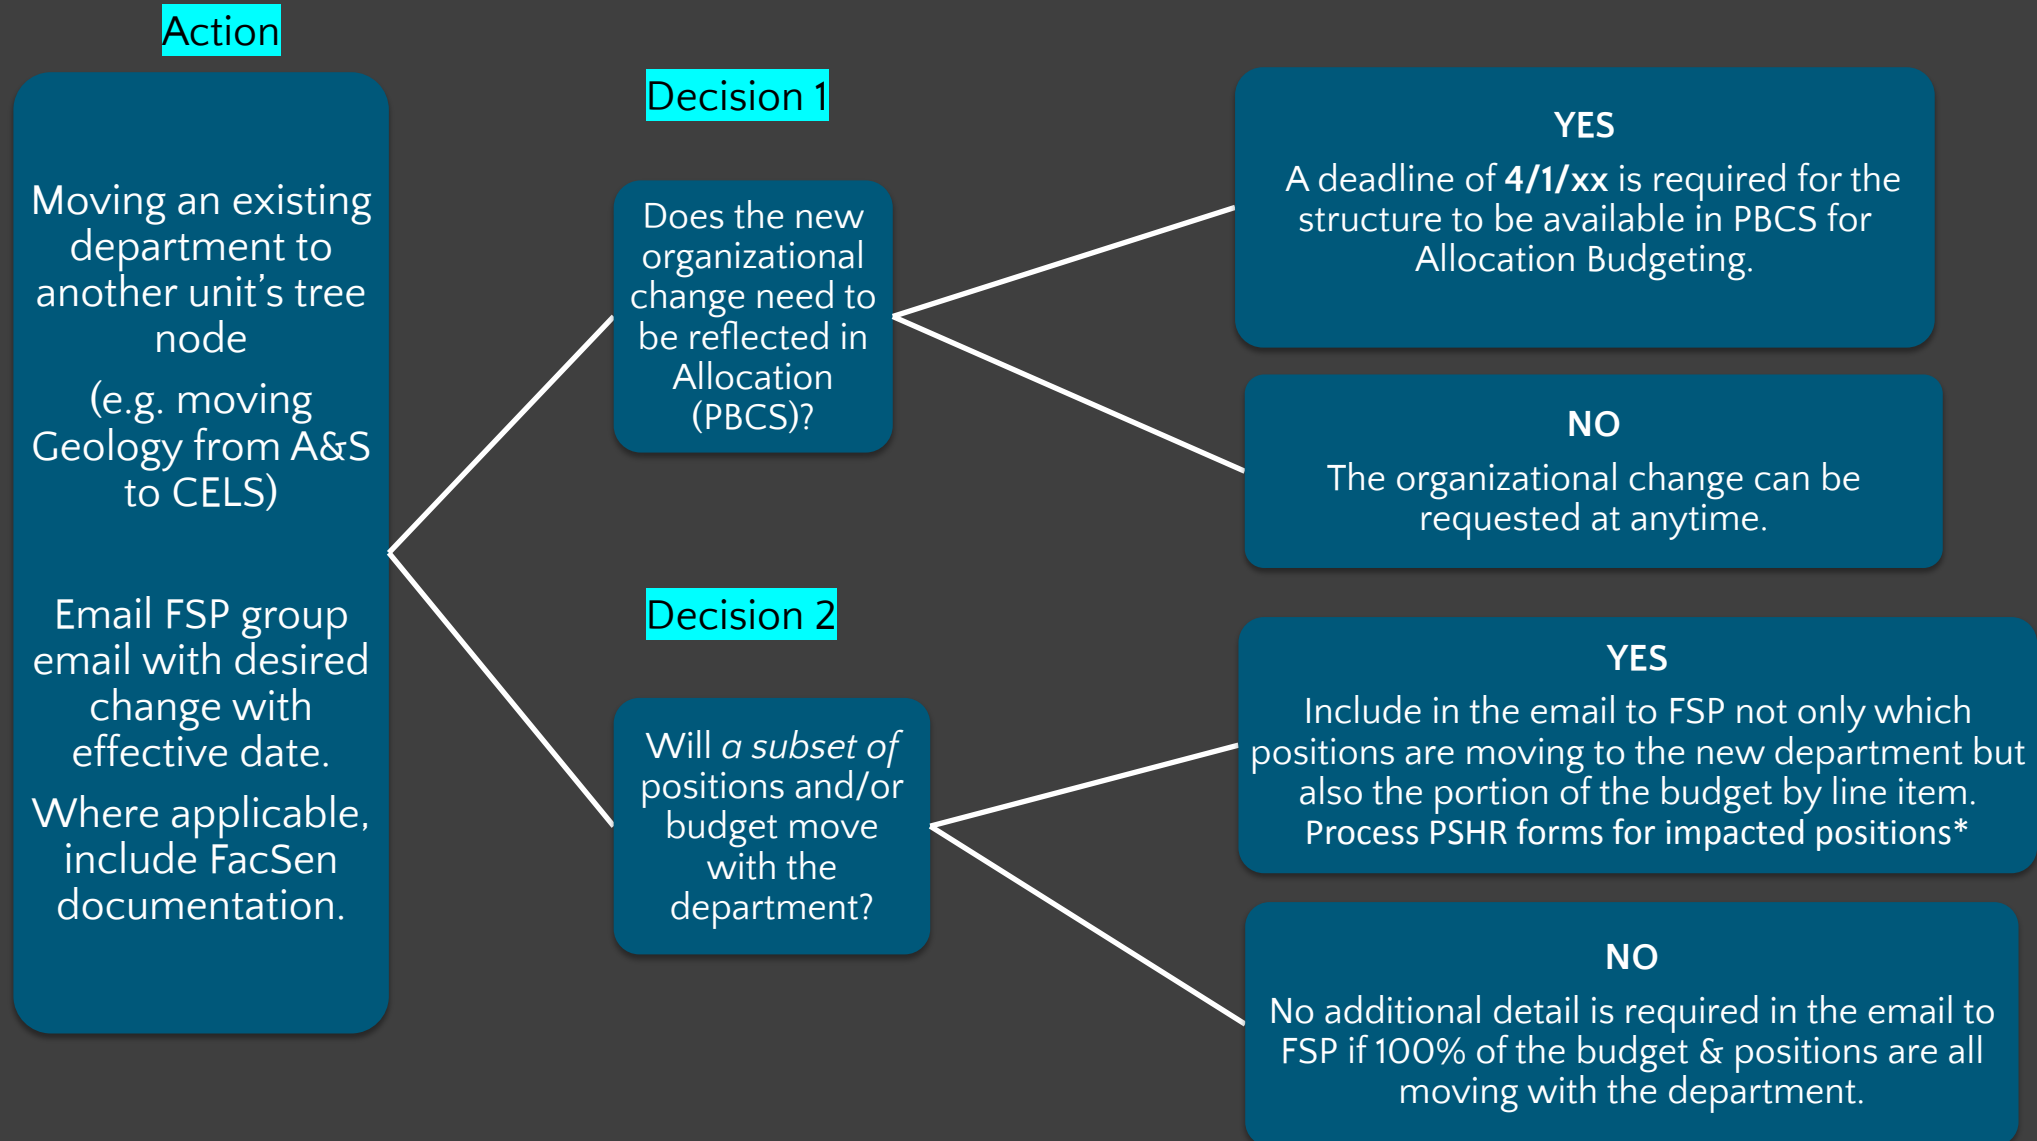 Action
Moving an existing
department to
another unit’s tree
node
(e.g. moving
Geology from A&S
to CELS)
Email FSP group
email with desired
change with
effective date.
Where applicable,
include FacSen
documentation.
Decision 1
Does the new
organizational
change need to
be reflected in
Allocation
(PBCS)?
YES
A deadline of 4/1/xx is required for the
structure to be available in PBCS for
Allocation Budgeting.
NO
The organizational change can be
requested at anytime.
Decision 2
Will a subset of
positions and/or
budget move
with the
department?
YES
Include in the email to FSP not only which
positions are moving to the new department but
also the portion of the budget by line item.
Process PSHR forms for impacted positions*
NO
No additional detail is required in the email to
FSP if 100% of the budget & positions are all
moving with the department.